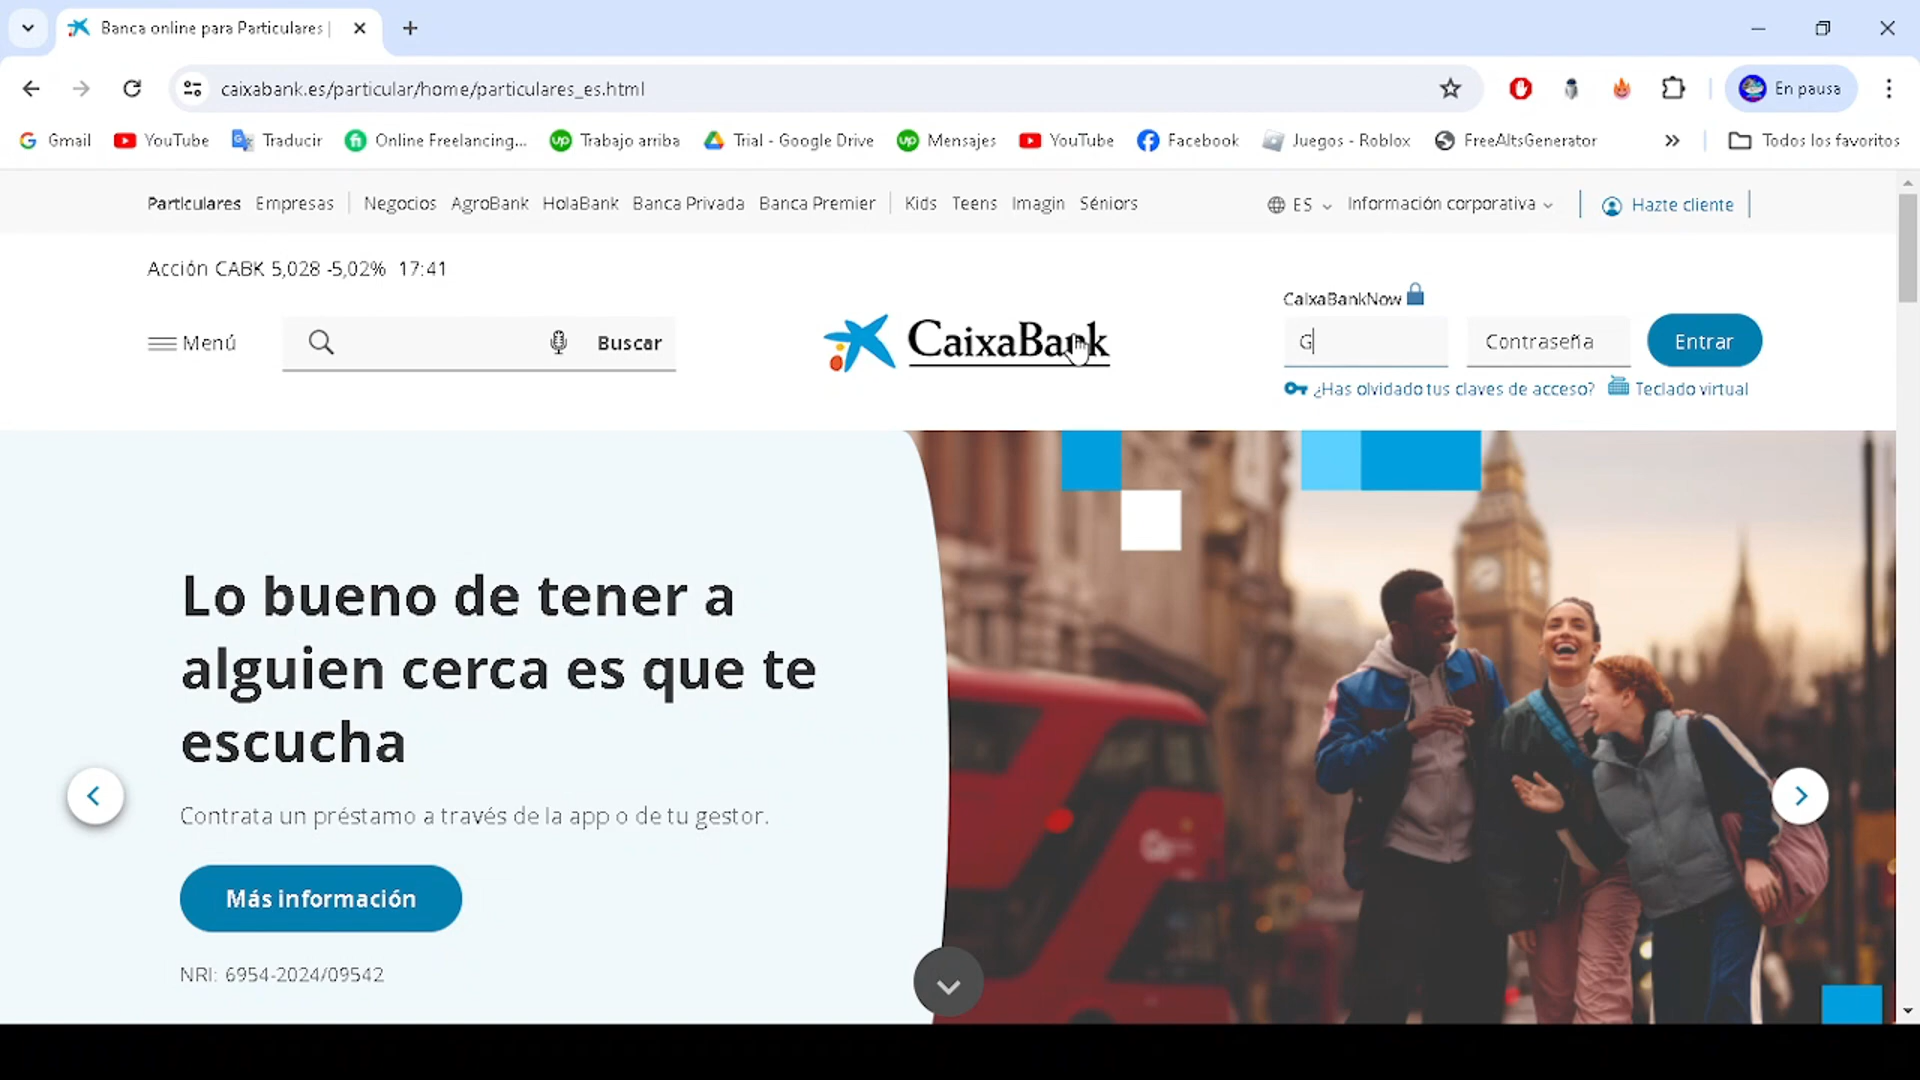 Banca online para Particulares |
caixabank.es/particular/home/particulares_es.html
En pausa
Gmail YouTube Traducir Online Freelancing... Trabajo arriba Trial - Google Drive Mensajes YouTube Facebook Juegos - Roblox FreeAltsGenerator » Todos los favoritos
Particulares Empresas Negocios AgroBank HolaBank Banca Privada Banca Premier Kids Teens Imagin Séniors ES Información corporativa Hazte cliente
Acción CABK 5,028 -5,02% 17:41
CaixaBankNow
Menú Buscar CaixaBank G Contraseña Entrar
¿Has olvidado tus claves de acceso? Teclado virtual
Lo bueno de tener a
alguien cerca es que te
escucha
Contrata un préstamo a través de la app o de tu gestor.
Más información
NRI: 6954-2024/09542